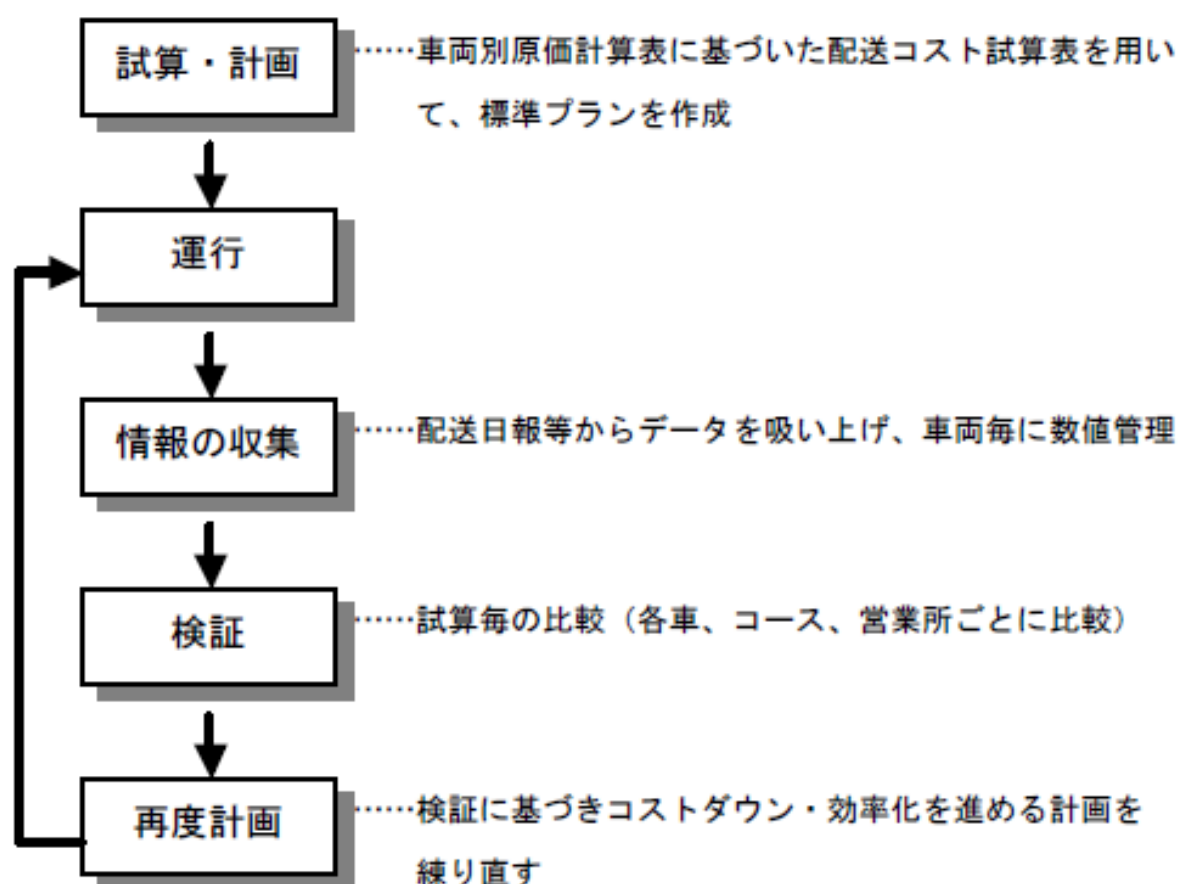 試算・計画
……車両別原価計算表に基づいた配送コスト試算表を用い
て、標準プランを作成
運行
情報の収集
……配送日報等からデータを吸い上げ、車両毎に数値管理
検証
……試算毎の比較（各車、コース、営業所ごとに比較）
再度計画
……検証に基づきコストダウン・効率化を進める計画を
練り直す